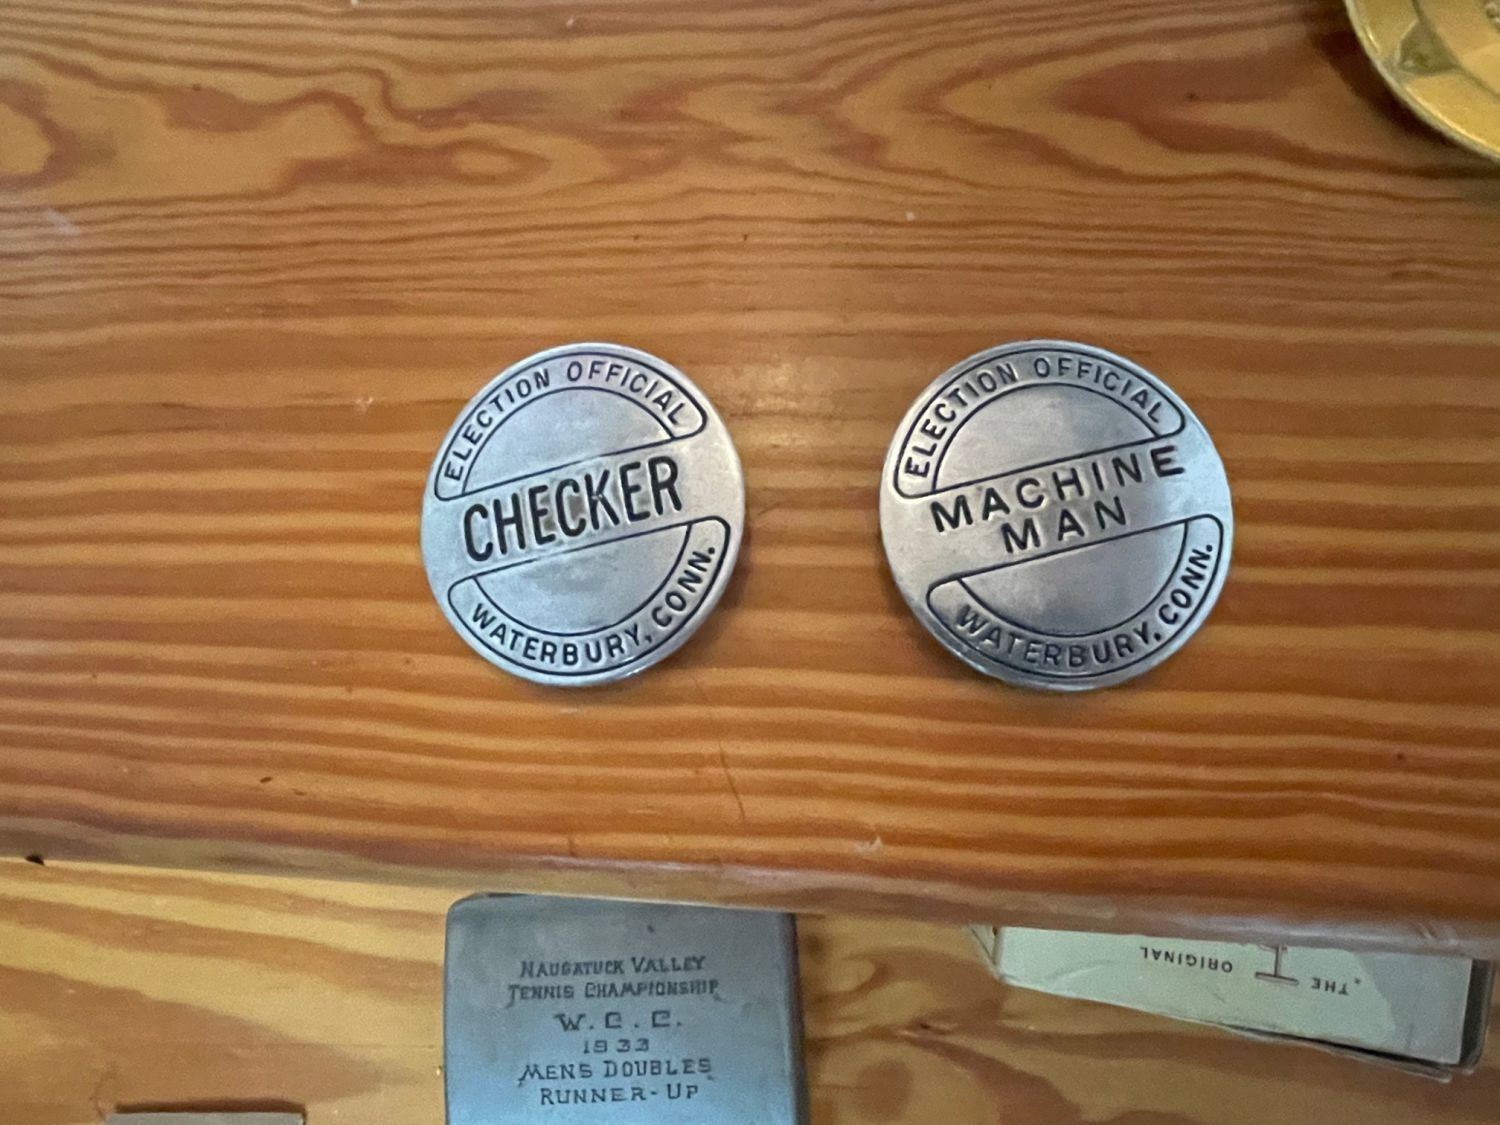 ELECTION OFFICIAL
CHECKER
WATERBURY, CONN.
ELECTION OFFICIAL
MACHINE
MAN
WATERBURY, CONN.
NAUGATUCK VALLEY
TENNIS CHAMPIONSHIP
W.C.C.
1933
MENS DOUBLES
RUNNER-UP
THE
ORIGINAL